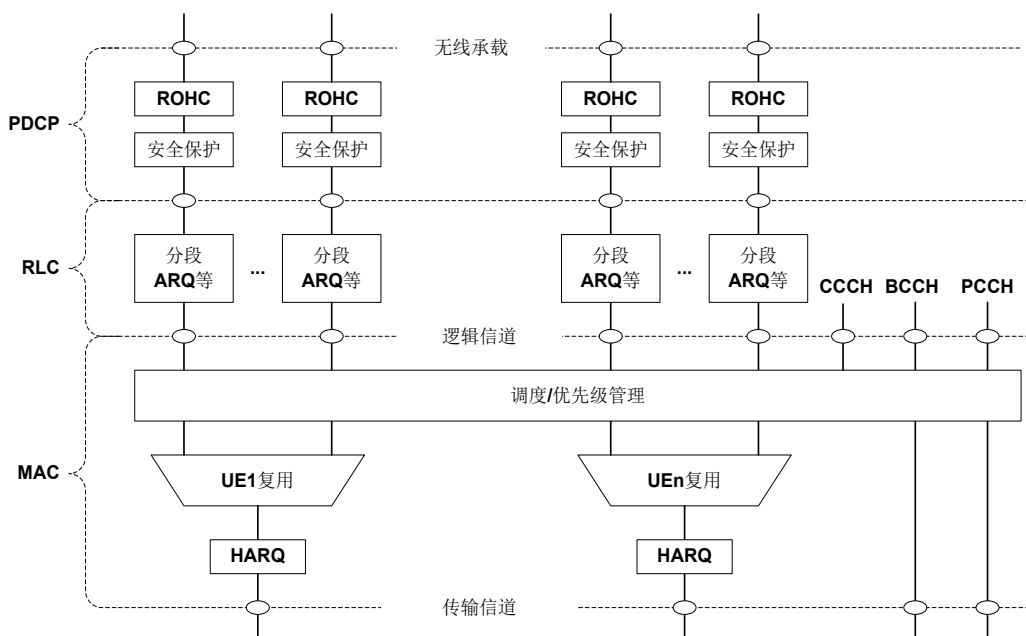 无线承载
ROHC ROHC ROHC ROHC
PDCP
安全保护 安全保护 安全保护 安全保护
分段 分段 分段 分段
RLC
ARQ等 ... ARQ等 ARQ等 ... ARQ等
CCCH BCCH PCCH
逻辑信道
调度/优先级管理
MAC
UE1复用 UEn复用
HARQ HARQ
传输信道